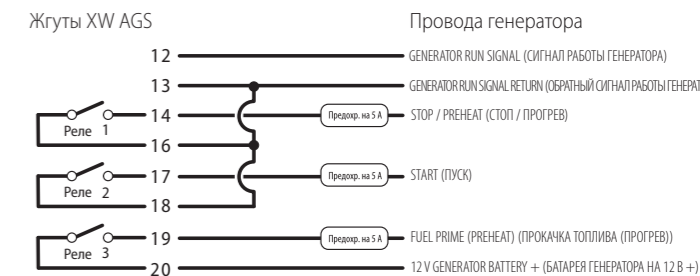 Жгуты XW AGS Провода генератора
12 GENERATOR RUN SIGNAL (СИГНАЛ РАБОТЫ ГЕНЕРАТОРА)
13 GENERATOR RUN SIGNAL RETURN (ОБРАТНЫЙ СИГНАЛ РАБОТЫ ГЕНЕРАТ
14 Предохр. на 5 А STOP / PREHEAT (СТОП / ПРОГРЕВ)
Реле 1
16
17 Предохр. на 5 А START (ПУСК)
Реле 2
18
19 Предохр. на 5 А FUEL PRIME (PREHEAT) (ПРОКАЧКА ТОПЛИВА (ПРОГРЕВ))
Реле 3
20 12 V GENERATOR BATTERY + (БАТАРЕЯ ГЕНЕРАТОРА НА 12 В +)